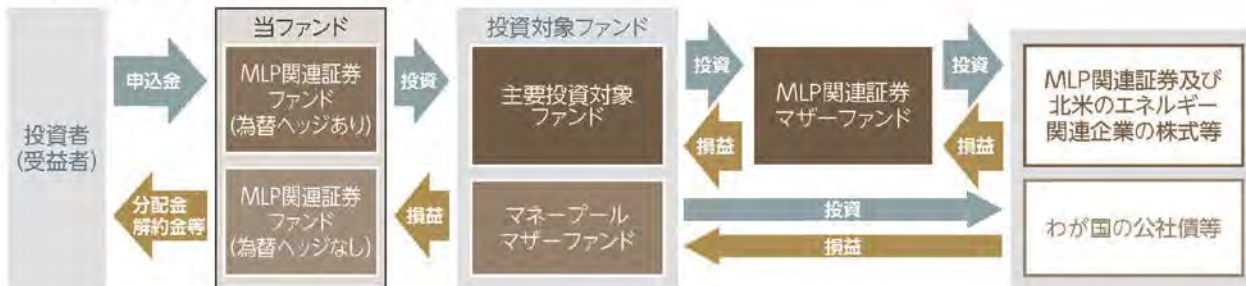 投資者
(受益者)
申込金
分配金
解約金等
当ファンド
MLP関連証券
ファンド
(為替ヘッジあり)
MLP関連証券
ファンド
(為替ヘッジなし)
投資
損益
投資対象ファンド
主要投資対象
ファンド
マネープール
マザーファンド
投資
損益
MLP関連証券
マザーファンド
投資
損益
投資
損益
MLP関連証券及び
北米のエネルギー
関連企業の株式等
わが国の公社債等